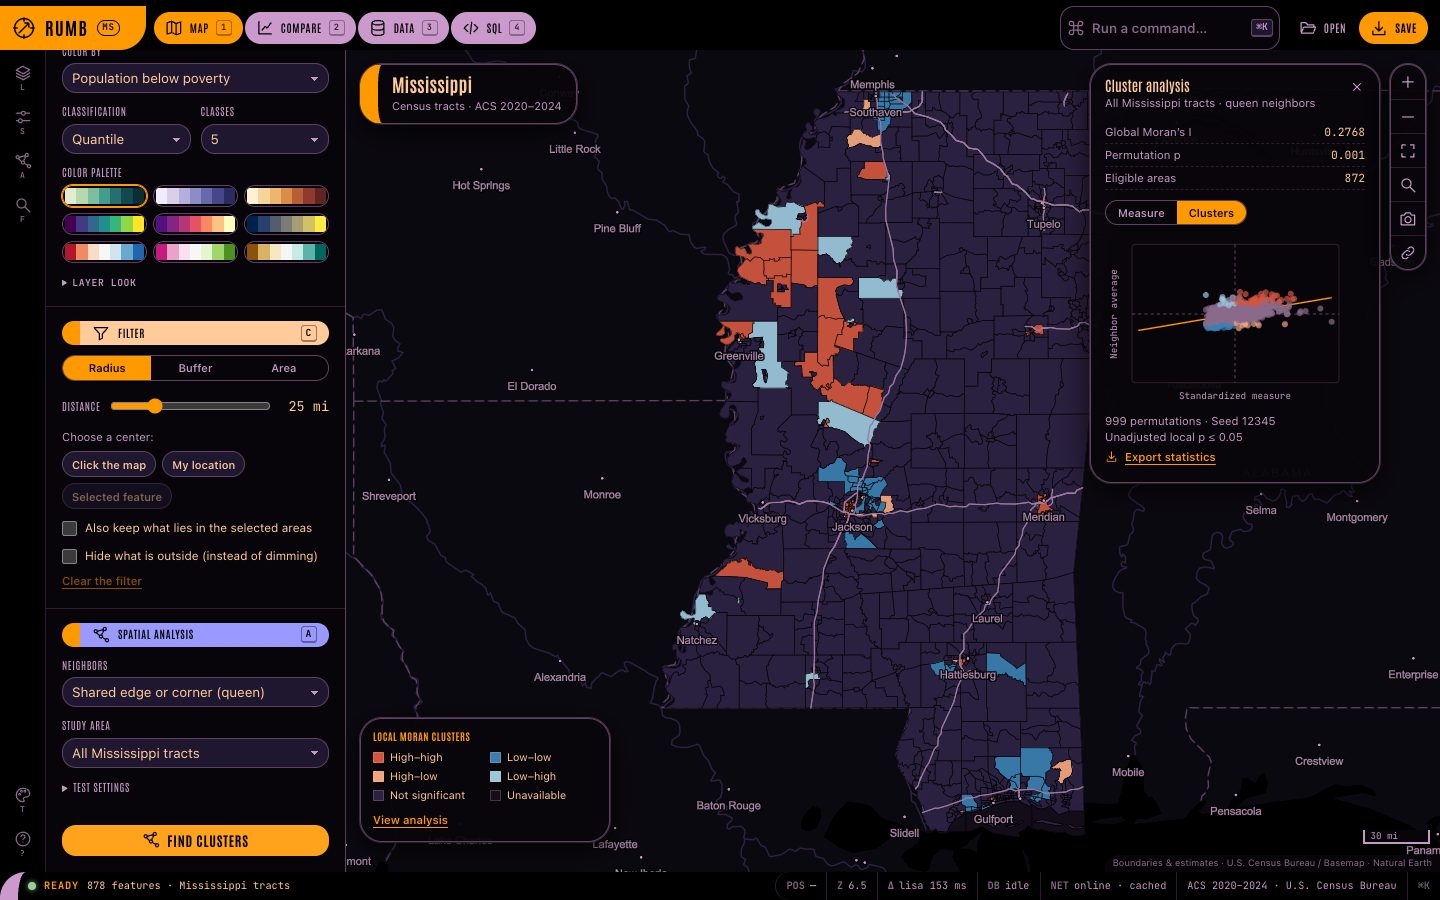 RUMB MS
MAP 1
COMPARE 2
DATA 3
SQL 4
Run a command... ⌘K
OPEN
SAVE
L
S
A
F
T
?
COLOR BY
Population below poverty
CLASSIFICATION CLASSES
Quantile 5
COLOR PALETTE
LAYER LOOK
FILTER C
Radius Buffer Area
DISTANCE 25 mi
Choose a center:
Click the map My location
Selected feature
Also keep what lies in the selected areas
Hide what is outside (instead of dimming)
Clear the filter
SPATIAL ANALYSIS A
NEIGHBORS
Shared edge or corner (queen)
STUDY AREA
All Mississippi tracts
TEST SETTINGS
FIND CLUSTERS
Mississippi
Census tracts · ACS 2020–2024
Memphis
Southaven
Little Rock
Hot Springs
Pine Bluff
Tupelo
arkana
Greenville
El Dorado
Shreveport
Monroe
Vicksburg
Jackson
Meridian
Selma
Montgomery
ALABAMA
Natchez
Laurel
Alexandria
Hattiesburg
Enterprise
Mobile
Crestview
Baton Rouge
Pensacola
Gulfport
Slidell
Lafayette
mont
Panam
LOCAL MORAN CLUSTERS
High–high Low–low
High–low Low–high
Not significant Unavailable
View analysis
Cluster analysis
All Mississippi tracts · queen neighbors
Global Moran's I 0.2768
Permutation p 0.001
Eligible areas 872
Measure Clusters
Neighbor average
Standardized measure
999 permutations · Seed 12345
Unadjusted local p ≤ 0.05
Export statistics
30 mi
Boundaries & estimates · U.S. Census Bureau / Basemap · Natural Earth
READY 878 features · Mississippi tracts
POS —
Z 6.5
Δ lisa 153 ms
DB idle
NET online · cached
ACS 2020–2024 · U.S. Census Bureau
⌘K